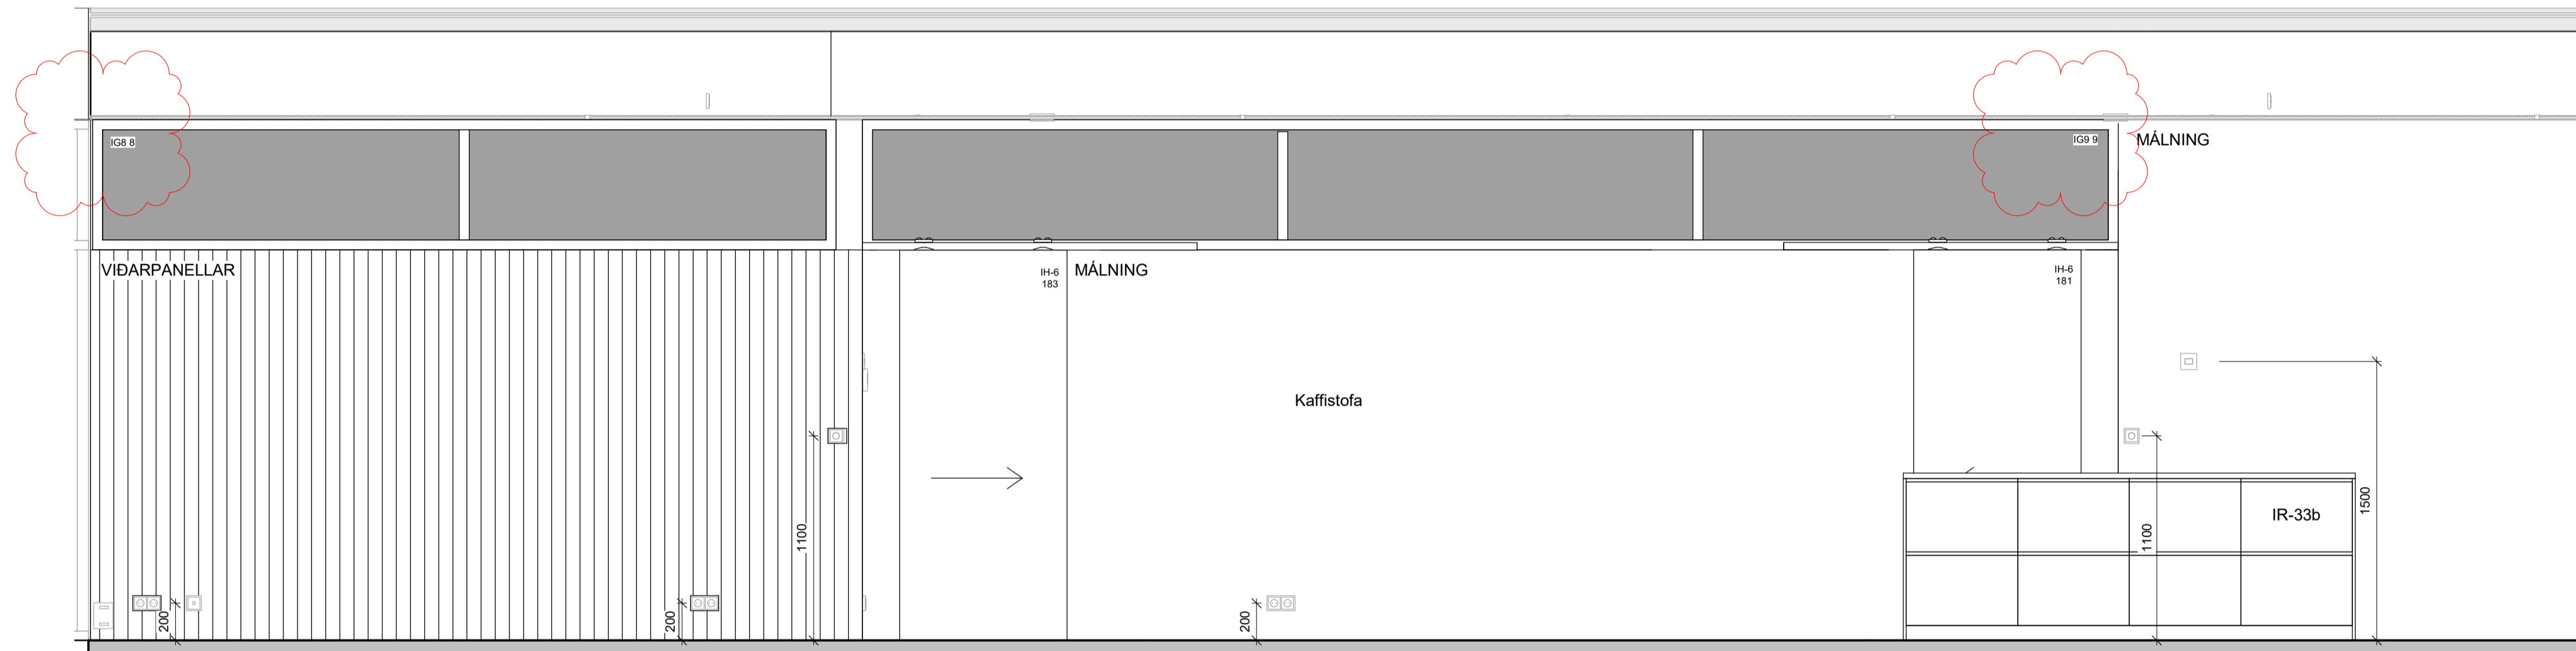 IG8 8
IG9 9
MÁLNING
VIÐARPANELLAR
IH-6
183
MÁLNING
IH-6
181
Kaffistofa
IR-33b
1500
1100
1100
200
200
200